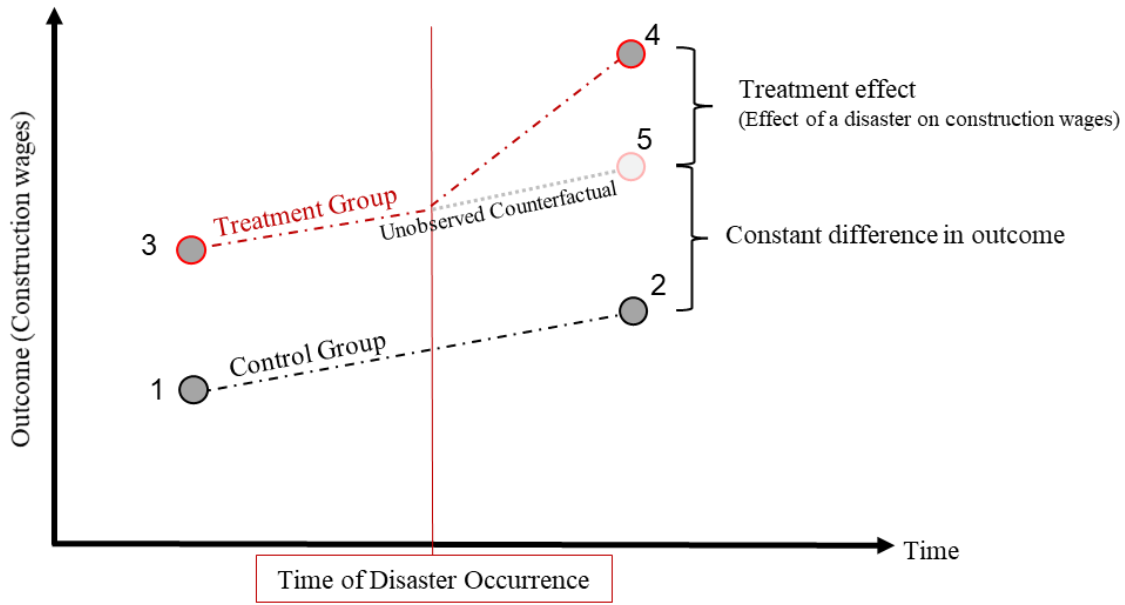 4
Treatment effect
(Effect of a disaster on construction wages)
5
Treatment Group
Unobserved Counterfactual
3
Constant difference in outcome
2
Control Group
1
Outcome (Construction wages)
Time
Time of Disaster Occurrence